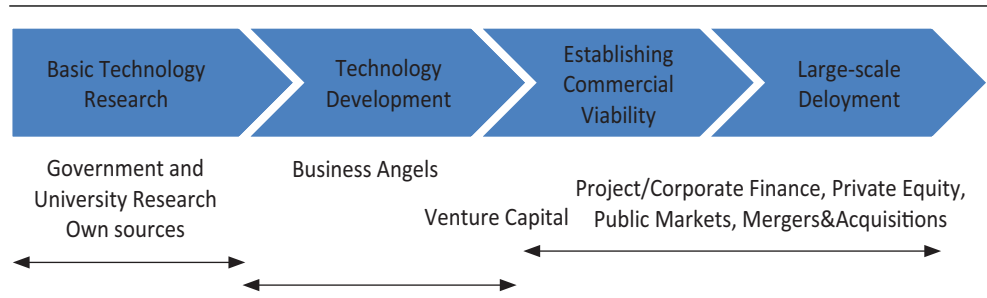 Basic Technology
Research
Technology
Development
Establishing
Commercial
Viability
Large-scale
Deloyment
Government and
University Research
Own sources
Business Angels
Venture Capital
Project/Corporate Finance, Private Equity,
Public Markets, Mergers&Acquisitions